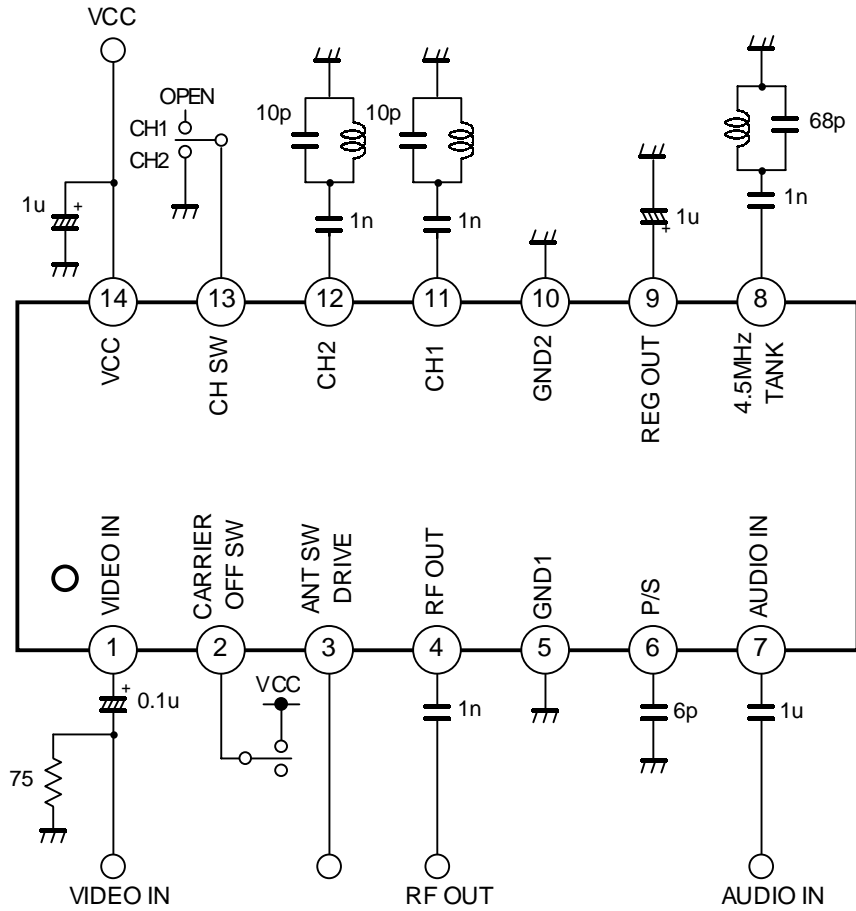 VCC
OPEN
CH1
CH2
10p
10p
68p
1u
+
1n
1n
1u
+
1n
14
13
12
11
10
9
8
VCC
CH SW
CH2
CH1
GND2
REG OUT
4.5MHz
TANK
VIDEO IN
CARRIER
OFF SW
ANT SW
DRIVE
RF OUT
GND1
P/S
AUDIO IN
1
2
3
4
5
6
7
+
0.1u
VCC
1n
6p
1u
75
VIDEO IN
RF OUT
AUDIO IN